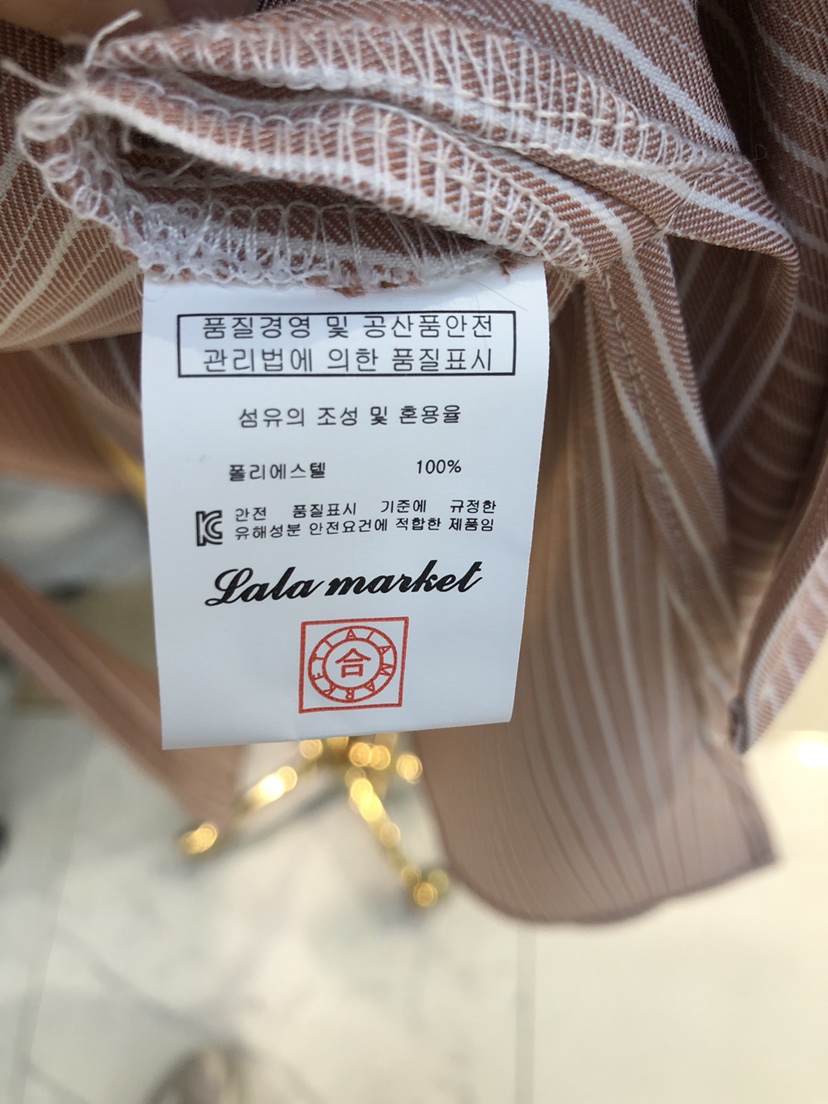 품질경영 및 공산품안전
관리법에 의한 품질표시
섬유의 조성 및 혼용율
폴리에스텔 100%
안전 품질표시 기준에 규정한
유해성분 안전요건에 적합한 제품임
Lala market
LALAMARKET
合